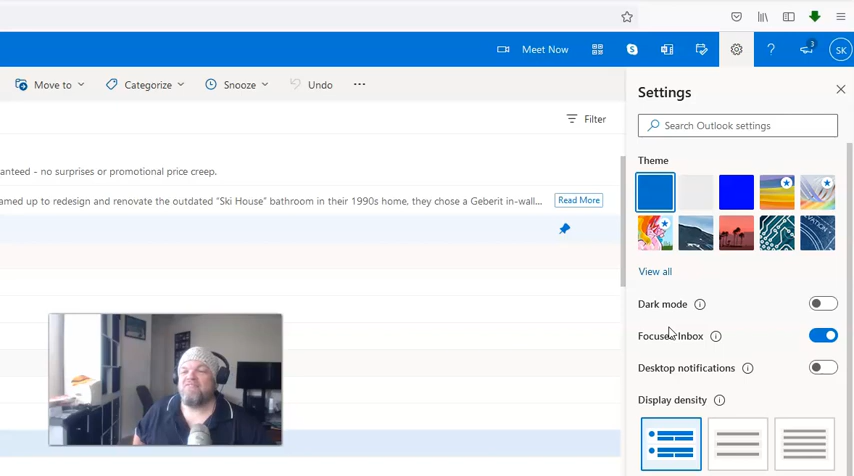 Meet Now
3
SK
Move to
Categorize
Snooze
Undo
Filter
anteed - no surprises or promotional price creep.
amed up to redesign and renovate the outdated "Ski House" bathroom in their 1990s home, they chose a Geberit in-wall...
Read More
Settings
Search Outlook settings
Theme
View all
Dark mode
Focused Inbox
Desktop notifications
Display density